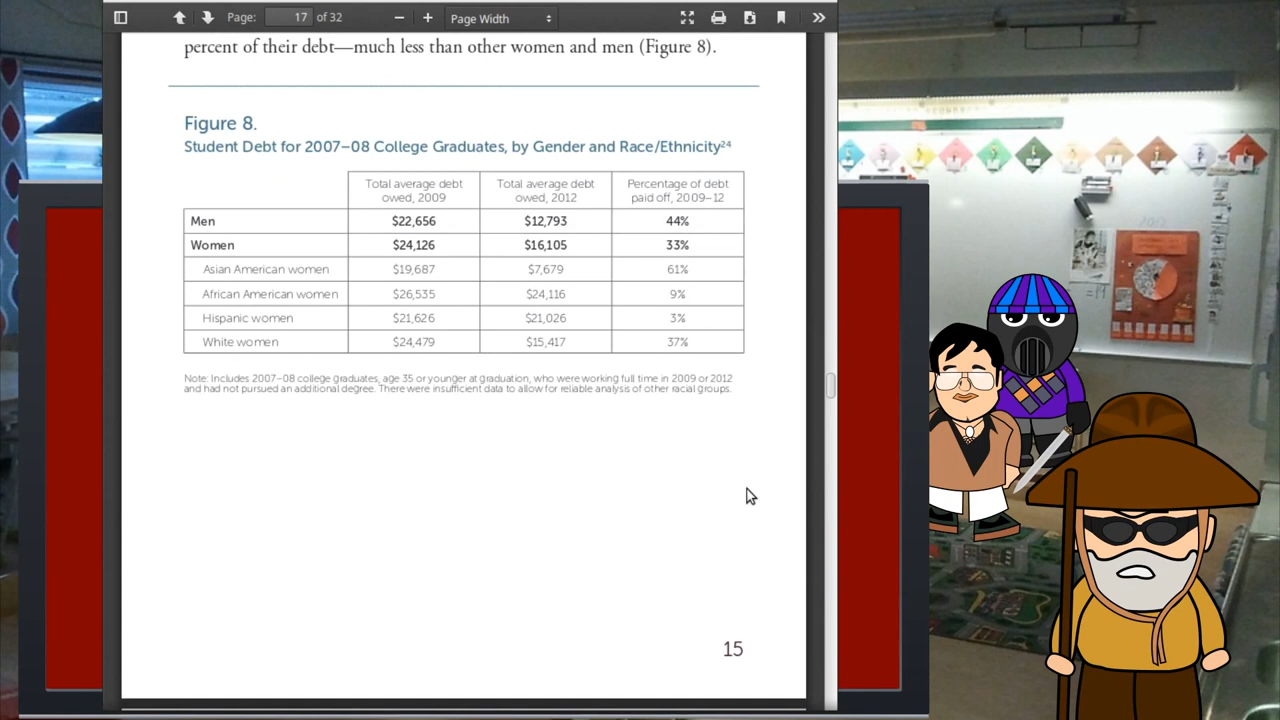 Page: 17 of 32 Page Width
percent of their debt—much less than other women and men (Figure 8).
Figure 8.
Student Debt for 2007–08 College Graduates, by Gender and Race/Ethnicity24
Total average debt owed, 2009 Total average debt owed, 2012 Percentage of debt paid off, 2009–12
Men $22,656 $12,793 44%
Women $24,126 $16,105 33%
Asian American women $19,687 $7,679 61%
African American women $26,535 $24,116 9%
Hispanic women $21,626 $21,026 3%
White women $24,479 $15,417 37%
Note: Includes 2007–08 college graduates, age 35 or younger at graduation, who were working full time in 2009 or 2012
and had not pursued an additional degree. There were insufficient data to allow for reliable analysis of other racial groups.
15